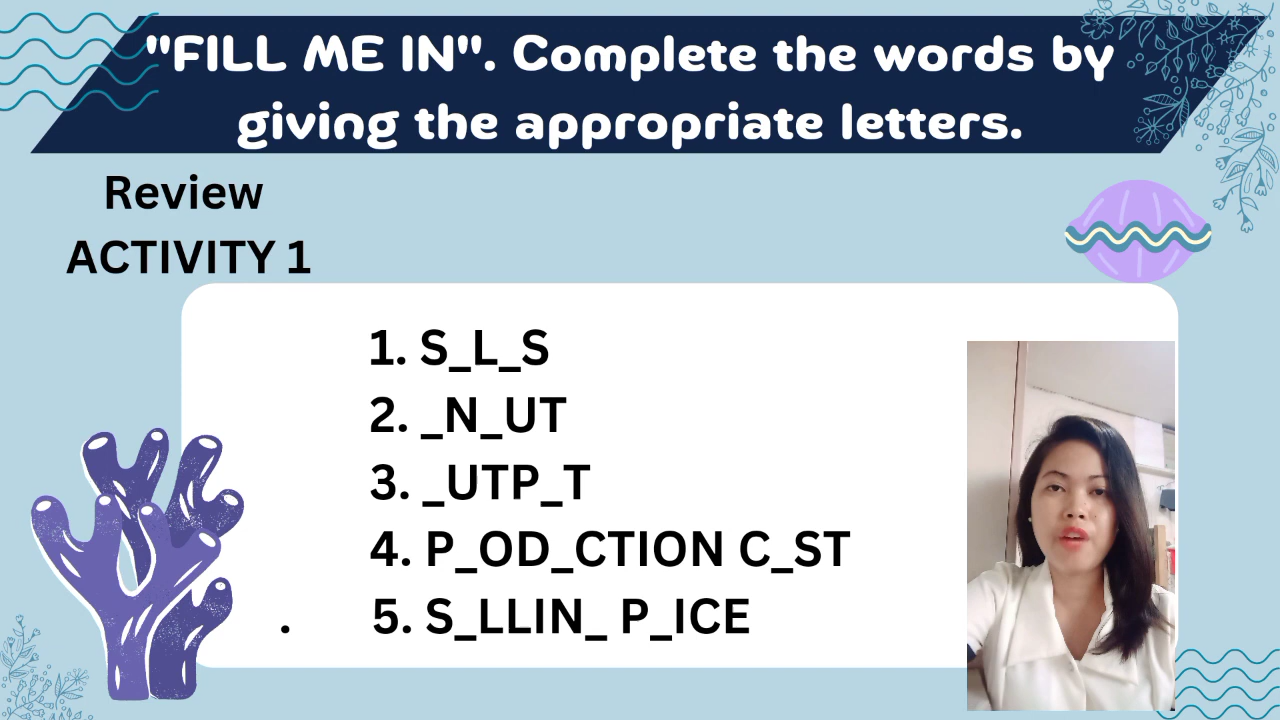 "FILL ME IN". Complete the words by
giving the appropriate letters.
Review
ACTIVITY 1
1. S_L_S
2. _N_UT
3. _UTP_T
4. P_OD_CTION C_ST
. 5. S_LLIN_ P_ICE